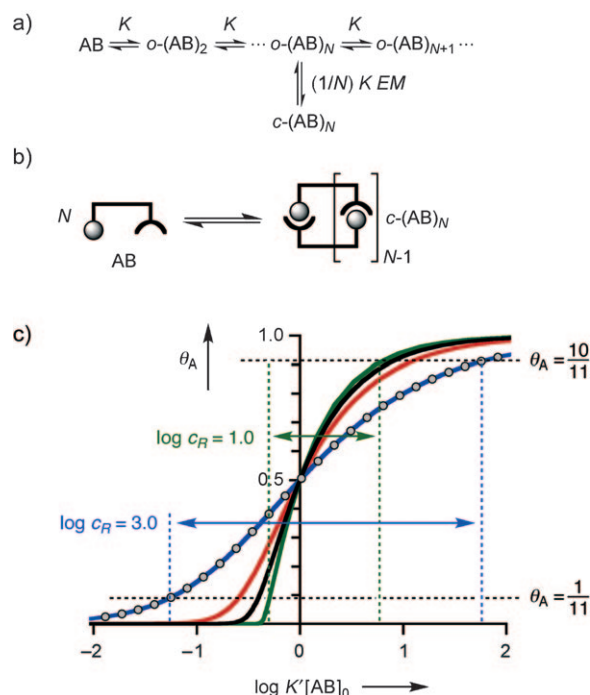 a)
K K K
AB ⇌ o-(AB)2 ⇌ ··· o-(AB)N ⇌ o-(AB)N+1 ···
(1/N) K EM
c-(AB)N
b)
N
AB
c-(AB)N
N-1
c)
θA
1.0
θA = 10/11
log cR = 1.0
0.5
log cR = 3.0
θA = 1/11
−2 −1 0 1 2
log K′[AB]0